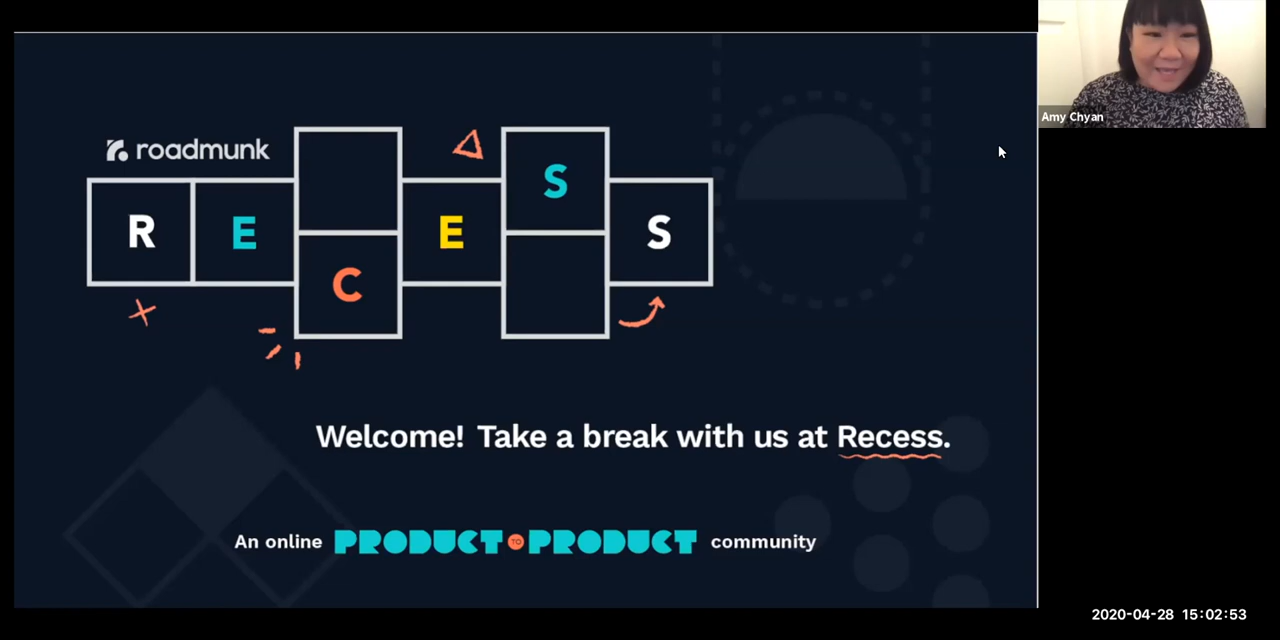 Amy Chyan
roadmunk
RECESS
Welcome! Take a break with us at Recess.
An online PRODUCT TO PRODUCT community
2020-04-28 15:02:53